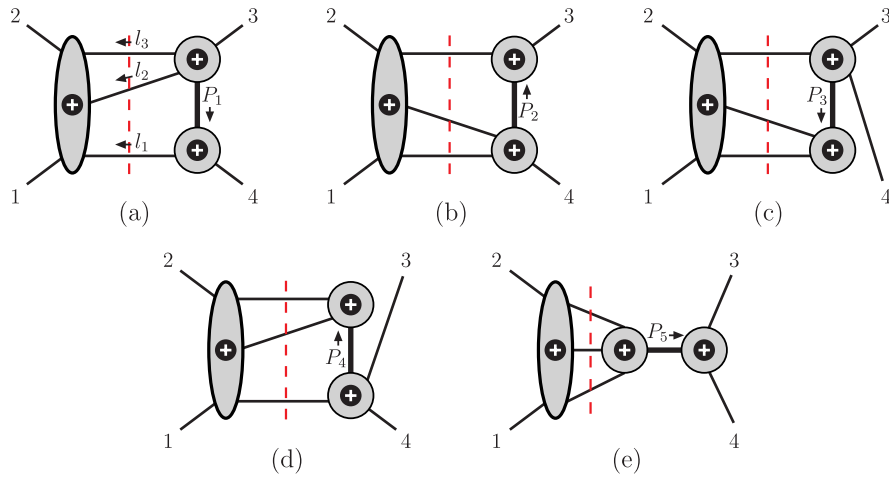 2 3 2 3 2 3
l₃
l₂
P₁ P₂ P₃
l₁
+ + + + + + + + +
1 4 1 4 1 4
(a) (b) (c)
2 3 2 3
P₄ P₅
+ + + + + +
1 4 1 4
(d) (e)